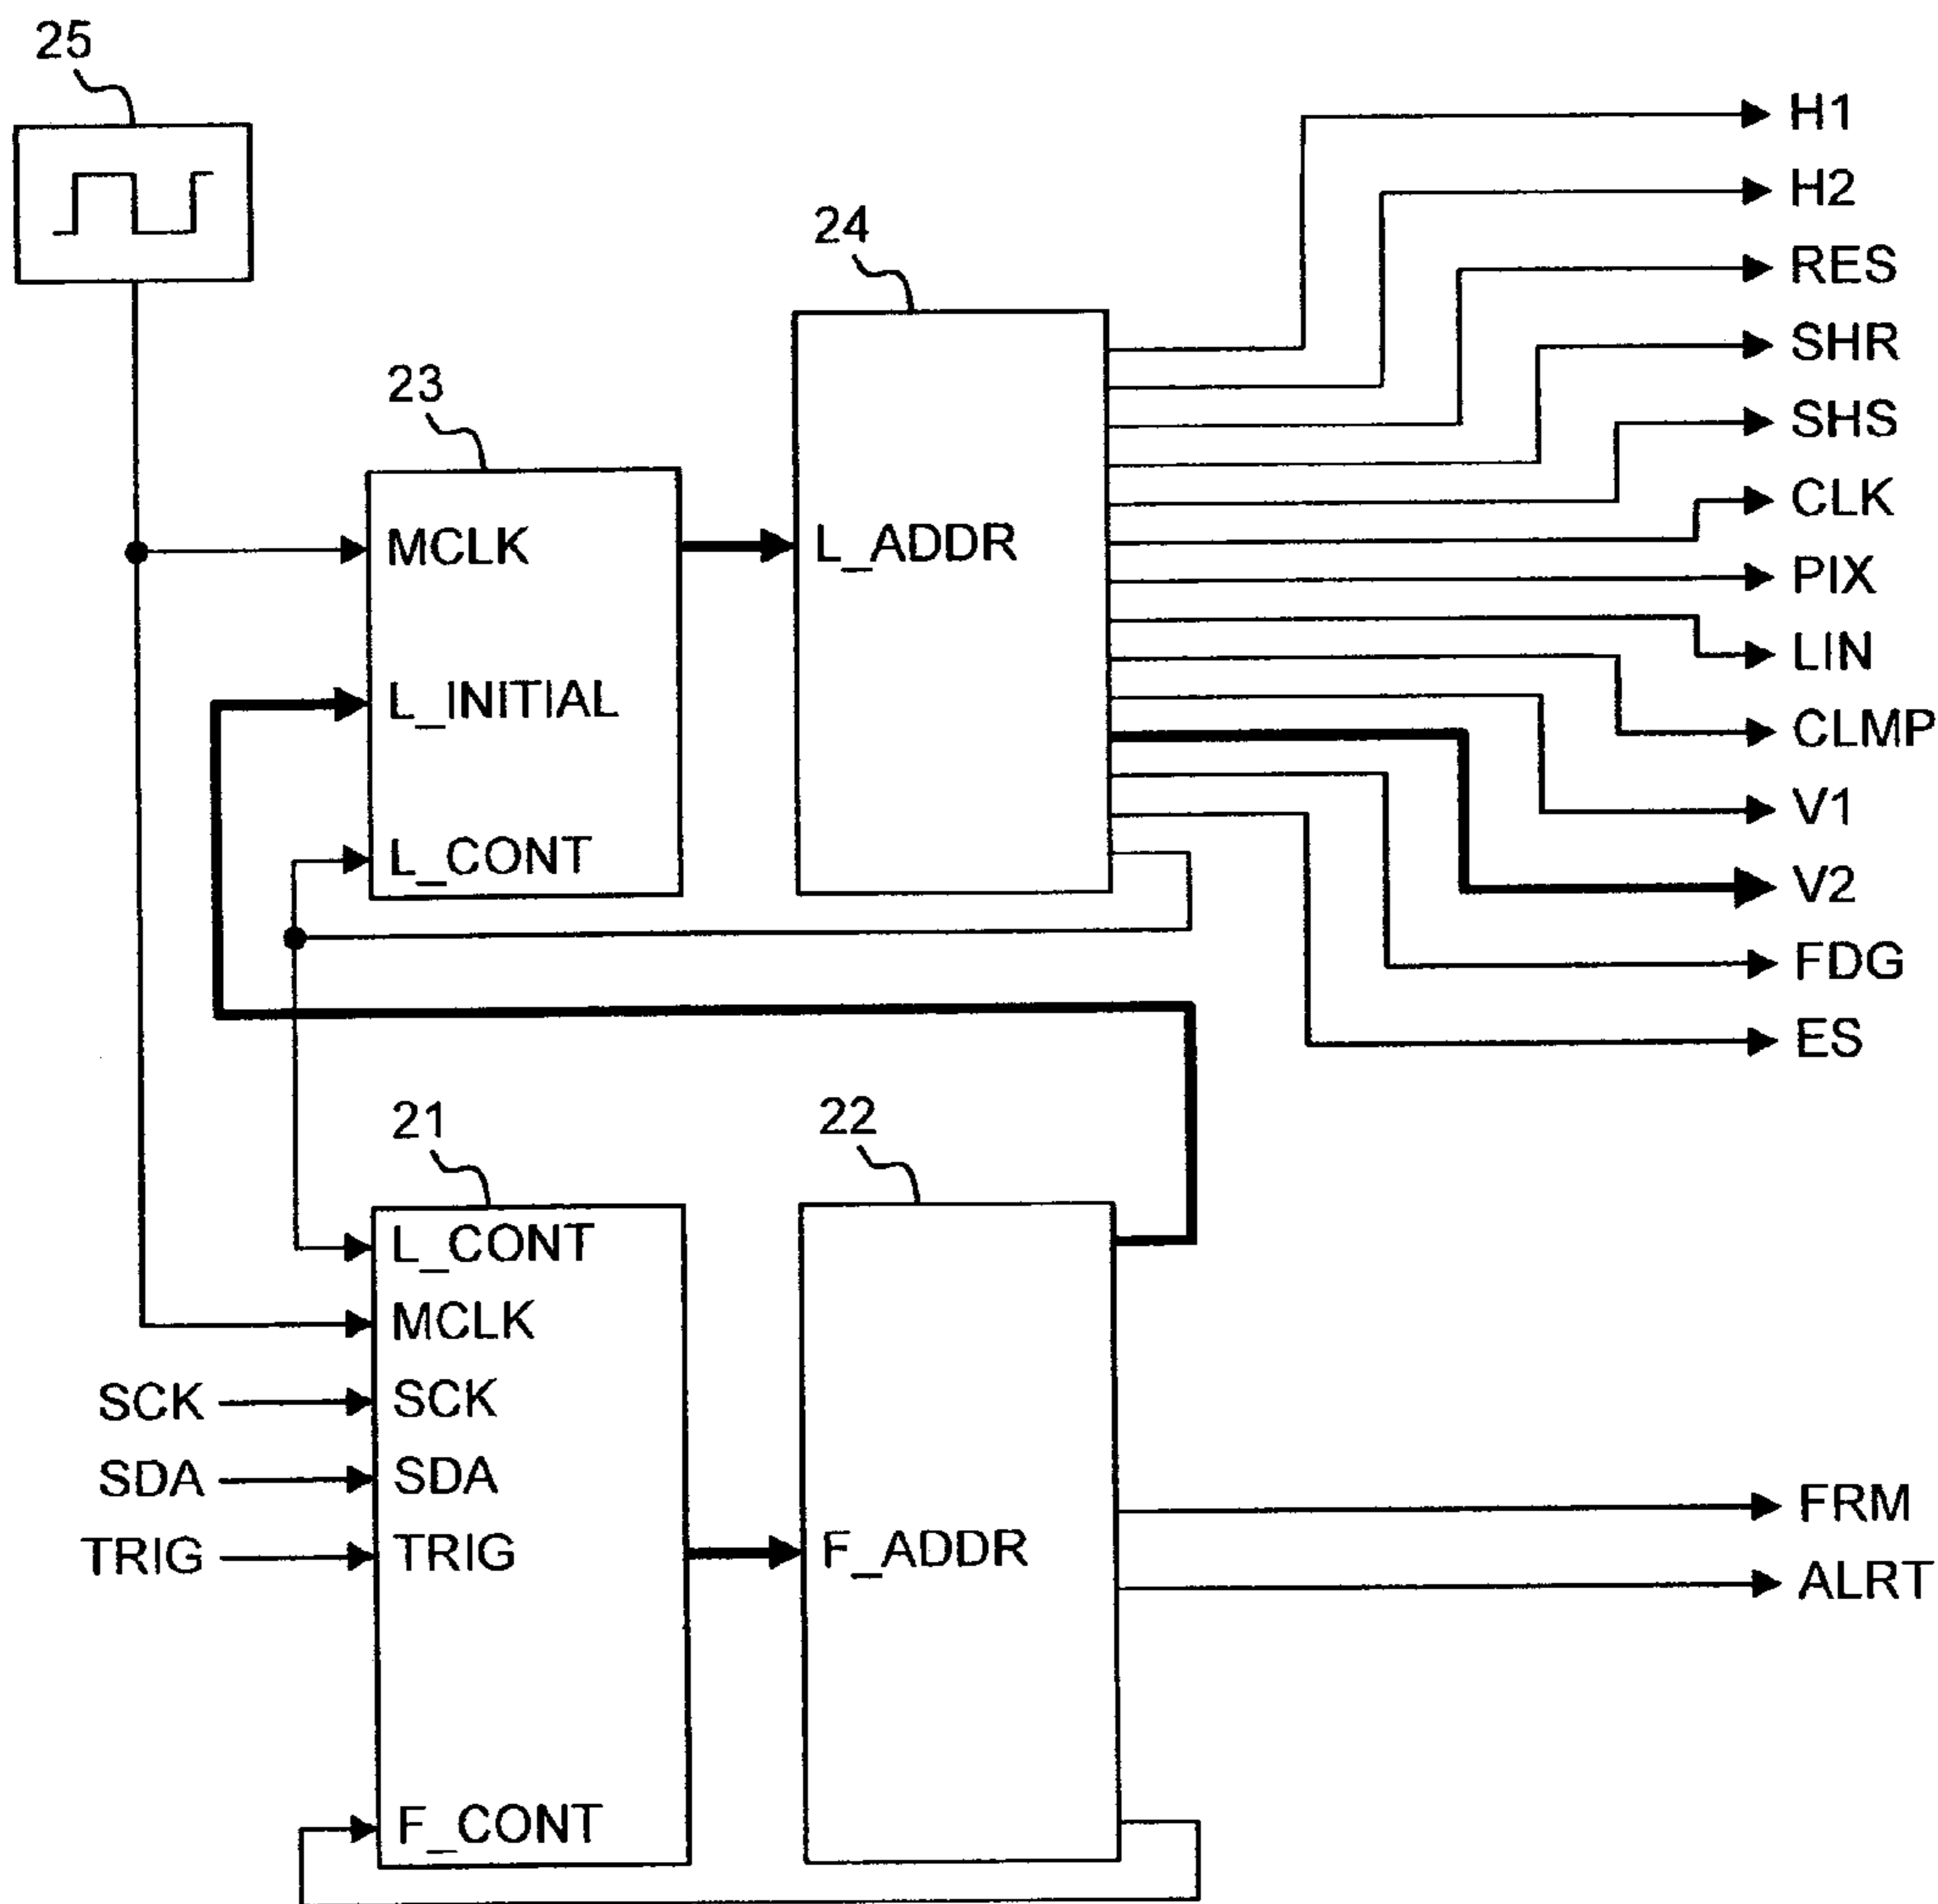 25
H1
H2
24
RES
SHR
23
SHS
CLK
MCLK
L_ADDR
PIX
LIN
L_INITIAL
CLMP
V1
L_CONT
V2
FDG
ES
21
22
L_CONT
MCLK
SCK
SCK
SDA
SDA
FRM
TRIG
TRIG
F_ADDR
ALRT
F_CONT